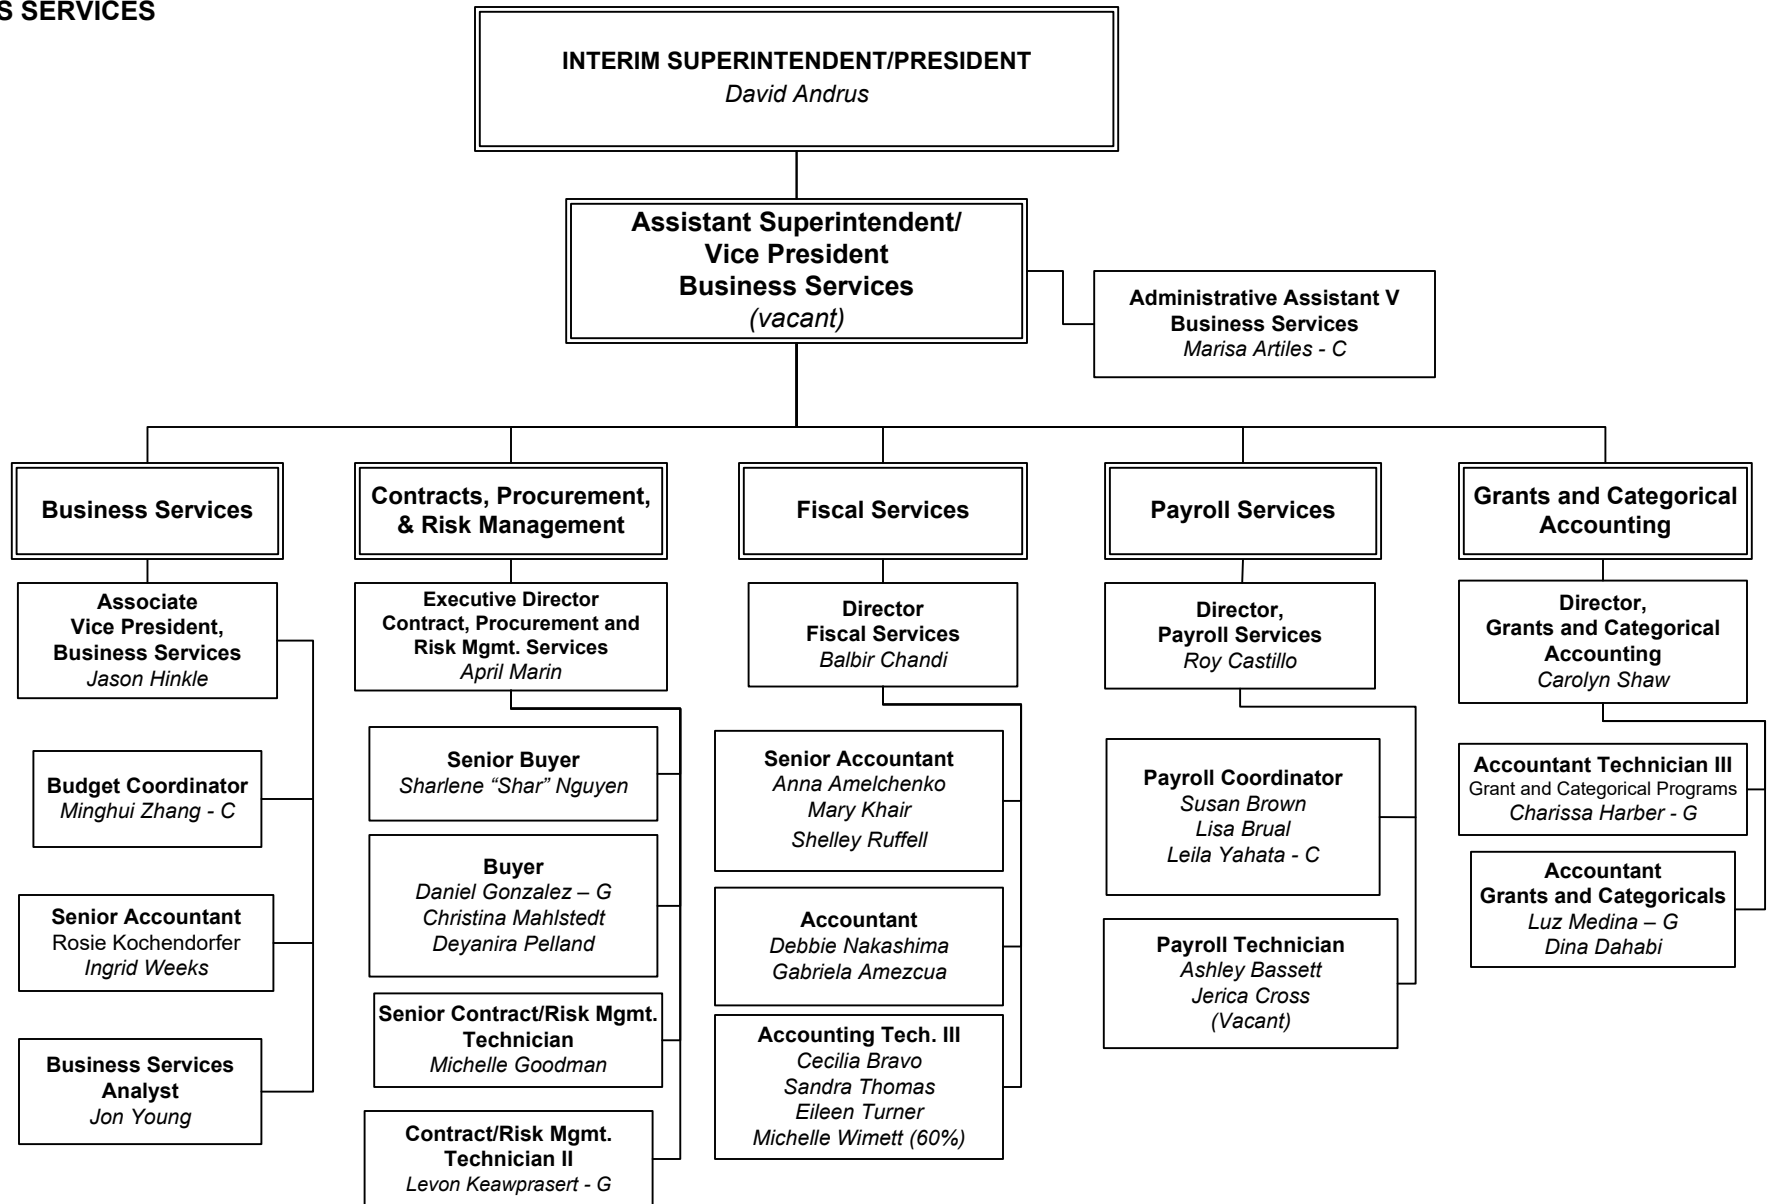 S SERVICES
INTERIM SUPERINTENDENT/PRESIDENT
David Andrus
Assistant Superintendent/
Vice President
Business Services
(vacant)
Administrative Assistant V
Business Services
Marisa Artiles - C
Business Services
Associate
Vice President,
Business Services
Jason Hinkle
Budget Coordinator
Minghui Zhang - C
Senior Accountant
Rosie Kochendorfer
Ingrid Weeks
Business Services
Analyst
Jon Young
Contracts, Procurement,
& Risk Management
Executive Director
Contract, Procurement and
Risk Mgmt. Services
April Marin
Senior Buyer
Sharlene “Shar” Nguyen
Buyer
Daniel Gonzalez – G
Christina Mahlstedt
Deyanira Pelland
Senior Contract/Risk Mgmt.
Technician
Michelle Goodman
Contract/Risk Mgmt.
Technician II
Levon Keawprasert - G
Fiscal Services
Director
Fiscal Services
Balbir Chandi
Senior Accountant
Anna Amelchenko
Mary Khair
Shelley Ruffell
Accountant
Debbie Nakashima
Gabriela Amezcua
Accounting Tech. III
Cecilia Bravo
Sandra Thomas
Eileen Turner
Michelle Wimett (60%)
Payroll Services
Director,
Payroll Services
Roy Castillo
Payroll Coordinator
Susan Brown
Lisa Brual
Leila Yahata - C
Payroll Technician
Ashley Bassett
Jerica Cross
(Vacant)
Grants and Categorical
Accounting
Director,
Grants and Categorical
Accounting
Carolyn Shaw
Accountant Technician III
Grant and Categorical Programs
Charissa Harber - G
Accountant
Grants and Categoricals
Luz Medina – G
Dina Dahabi